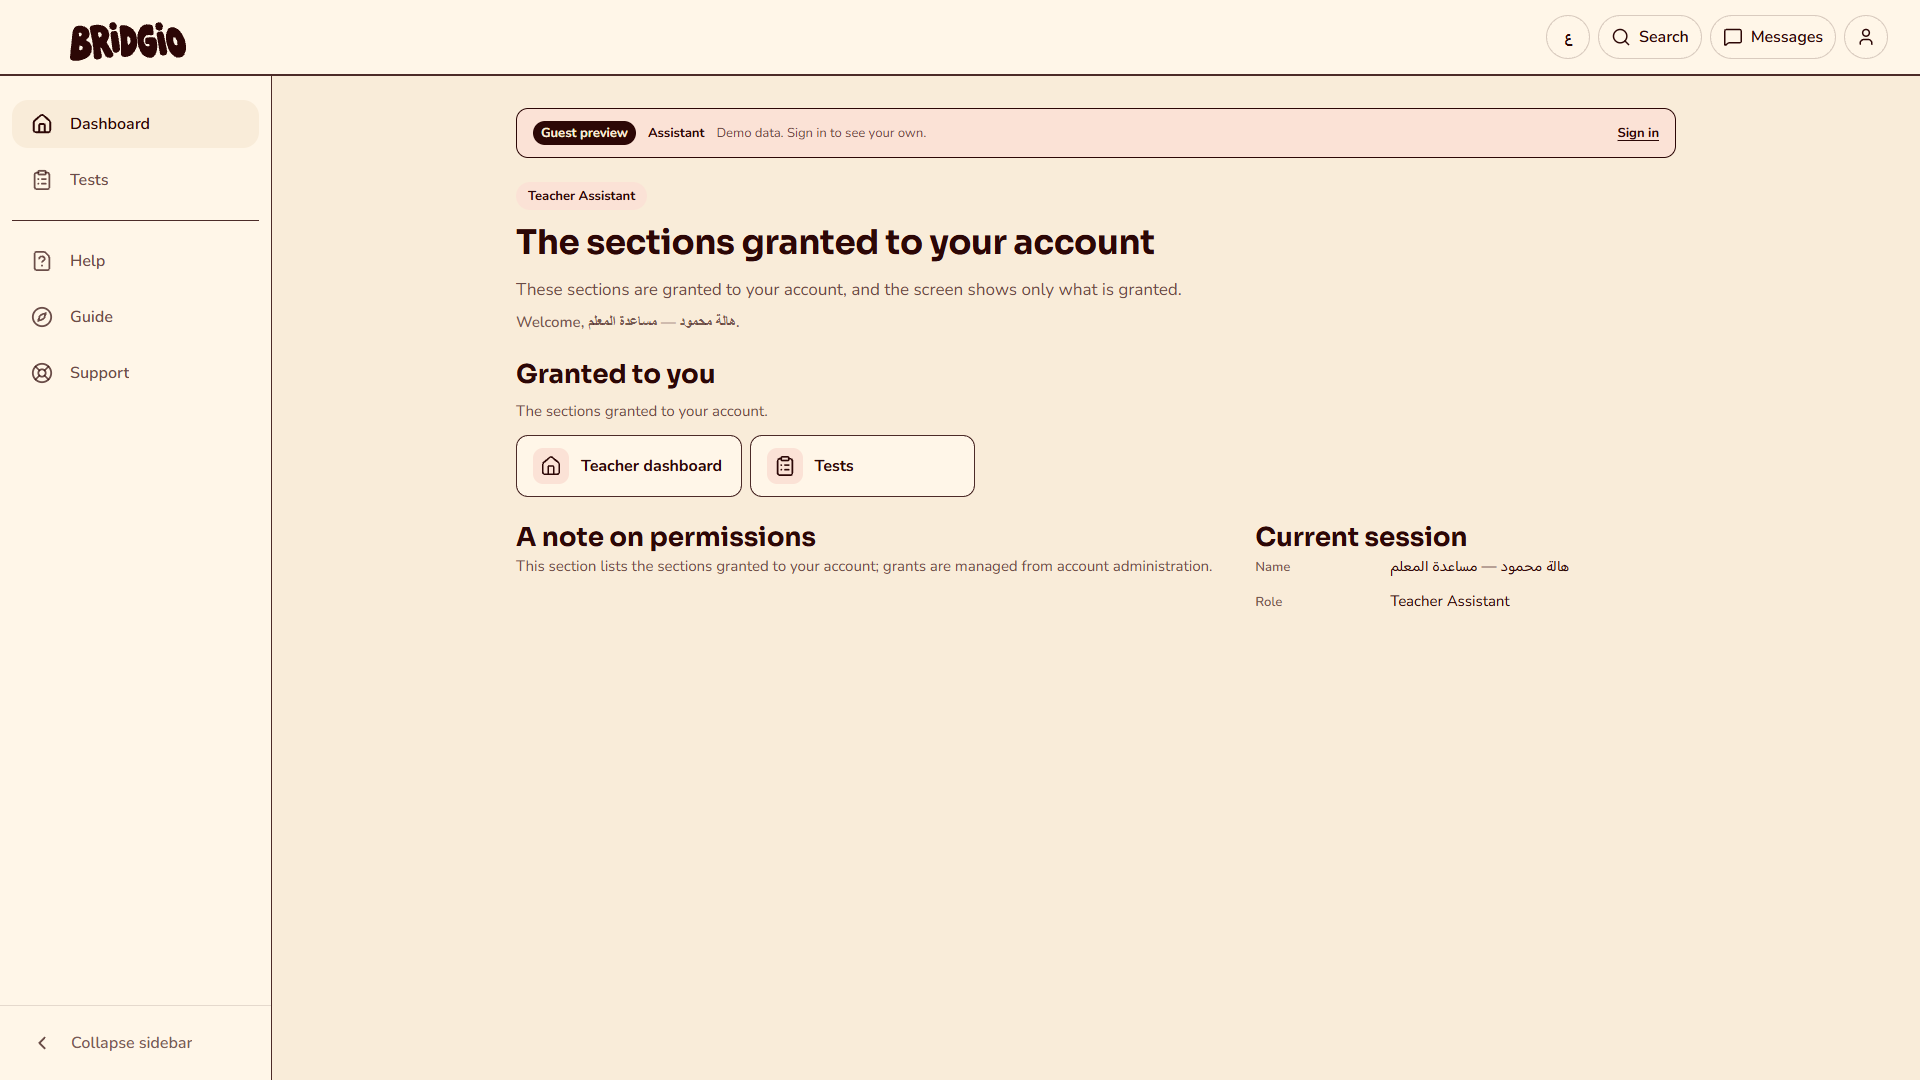 BRiDGiO
ع
Search
Messages
Dashboard
Tests
Help
Guide
Support
Collapse sidebar
Guest preview Assistant Demo data. Sign in to see your own. Sign in
Teacher Assistant
The sections granted to your account
These sections are granted to your account, and the screen shows only what is granted.
Welcome, هالة محمود — مساعدة المعلم.
Granted to you
The sections granted to your account.
Teacher dashboard
Tests
A note on permissions
This section lists the sections granted to your account; grants are managed from account administration.
Current session
Name هالة محمود — مساعدة المعلم
Role Teacher Assistant